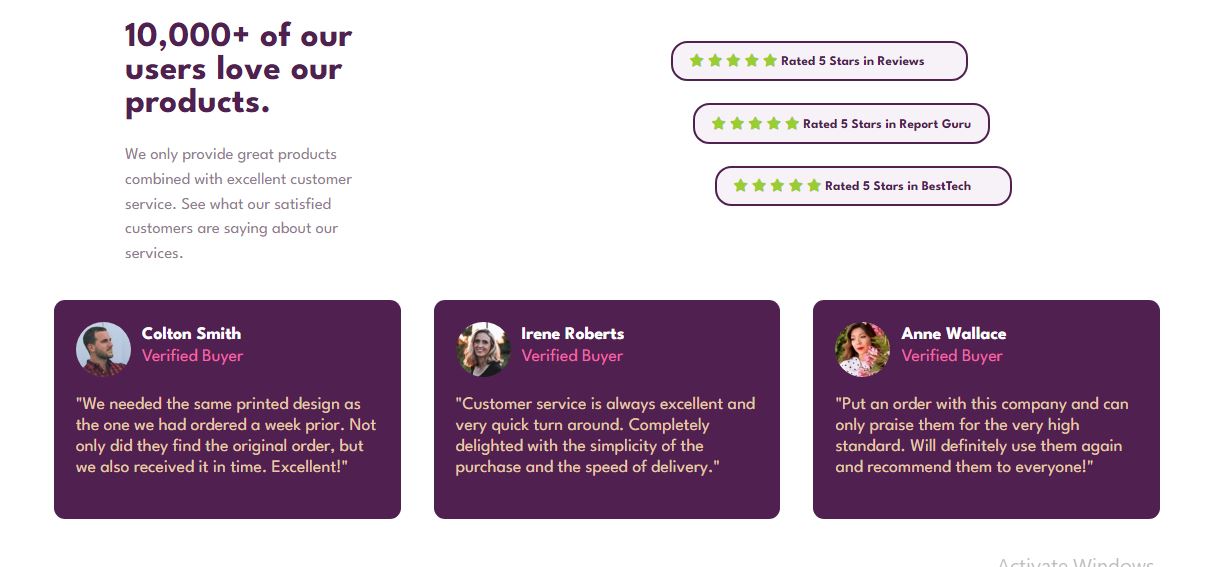 10,000+ of our
users love our
products.
We only provide great products
combined with excellent customer
service. See what our satisfied
customers are saying about our
services.
Rated 5 Stars in Reviews
Rated 5 Stars in Report Guru
Rated 5 Stars in BestTech
Colton Smith
Verified Buyer
"We needed the same printed design as
the one we had ordered a week prior. Not
only did they find the original order, but
we also received it in time. Excellent!"
Irene Roberts
Verified Buyer
"Customer service is always excellent and
very quick turn around. Completely
delighted with the simplicity of the
purchase and the speed of delivery."
Anne Wallace
Verified Buyer
"Put an order with this company and can
only praise them for the very high
standard. Will definitely use them again
and recommend them to everyone!"
Activate Windows